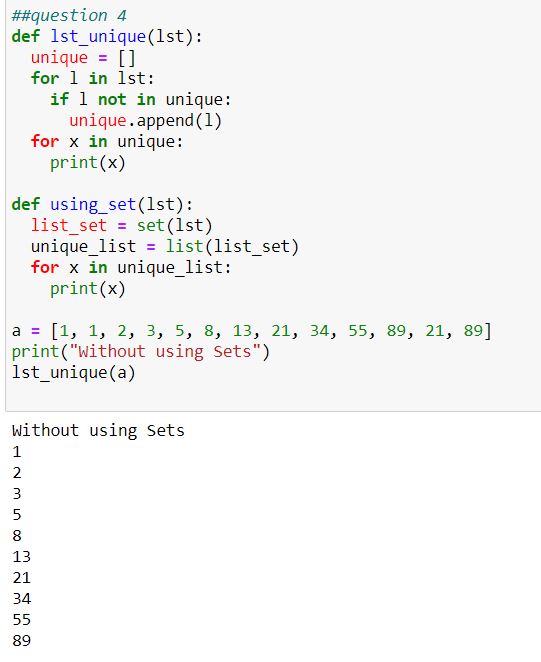 ##question 4
def lst_unique(lst):
  unique = []
  for l in lst:
    if l not in unique:
      unique.append(l)
  for x in unique:
    print(x)

def using_set(lst):
  list_set = set(lst)
  unique_list = list(list_set)
  for x in unique_list:
    print(x)

a = [1, 1, 2, 3, 5, 8, 13, 21, 34, 55, 89, 21, 89]
print("Without using Sets")
lst_unique(a)

Without using Sets
1
2
3
5
8
13
21
34
55
89